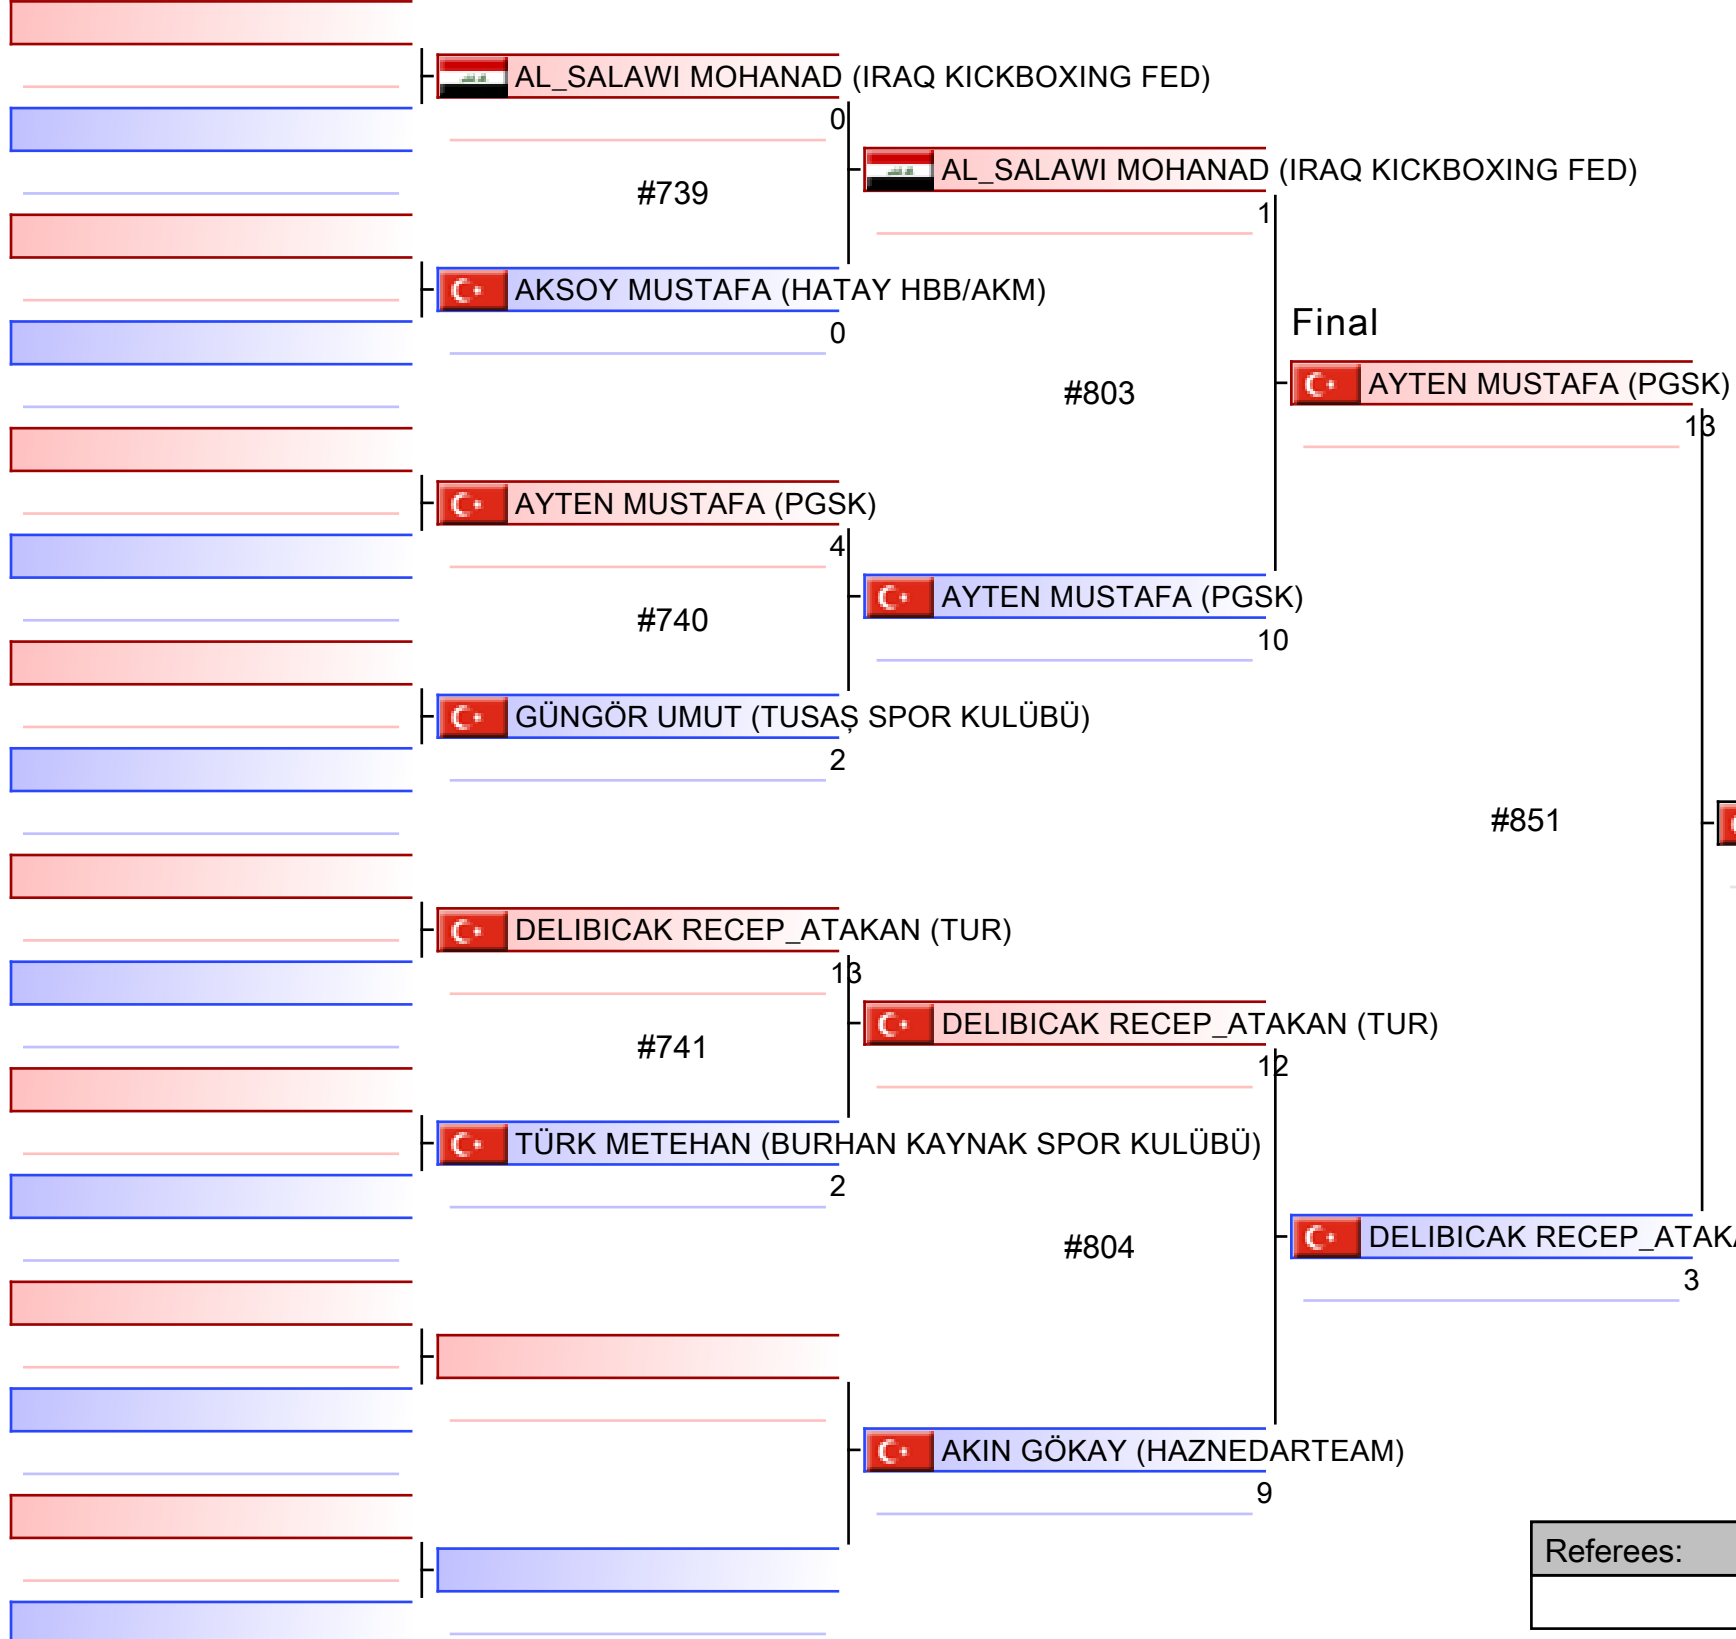 AL_SALAWI MOHANAD (IRAQ KICKBOXING FED)
0
#739
AKSOY MUSTAFA (HATAY HBB/AKM)
0
AL_SALAWI MOHANAD (IRAQ KICKBOXING FED)
1
#803
AYTEN MUSTAFA (PGSK)
4
#740
GÜNGÖR UMUT (TUSAŞ SPOR KULÜBÜ)
2
AYTEN MUSTAFA (PGSK)
10
Final
AYTEN MUSTAFA (PGSK)
13
#851
DELIBICAK RECEP_ATAKAN (TUR)
13
#741
TÜRK METEHAN (BURHAN KAYNAK SPOR KULÜBÜ)
2
DELIBICAK RECEP_ATAKAN (TUR)
12
#804
AKIN GÖKAY (HAZNEDARTEAM)
9
DELIBICAK RECEP_ATAKA
3
Referees: